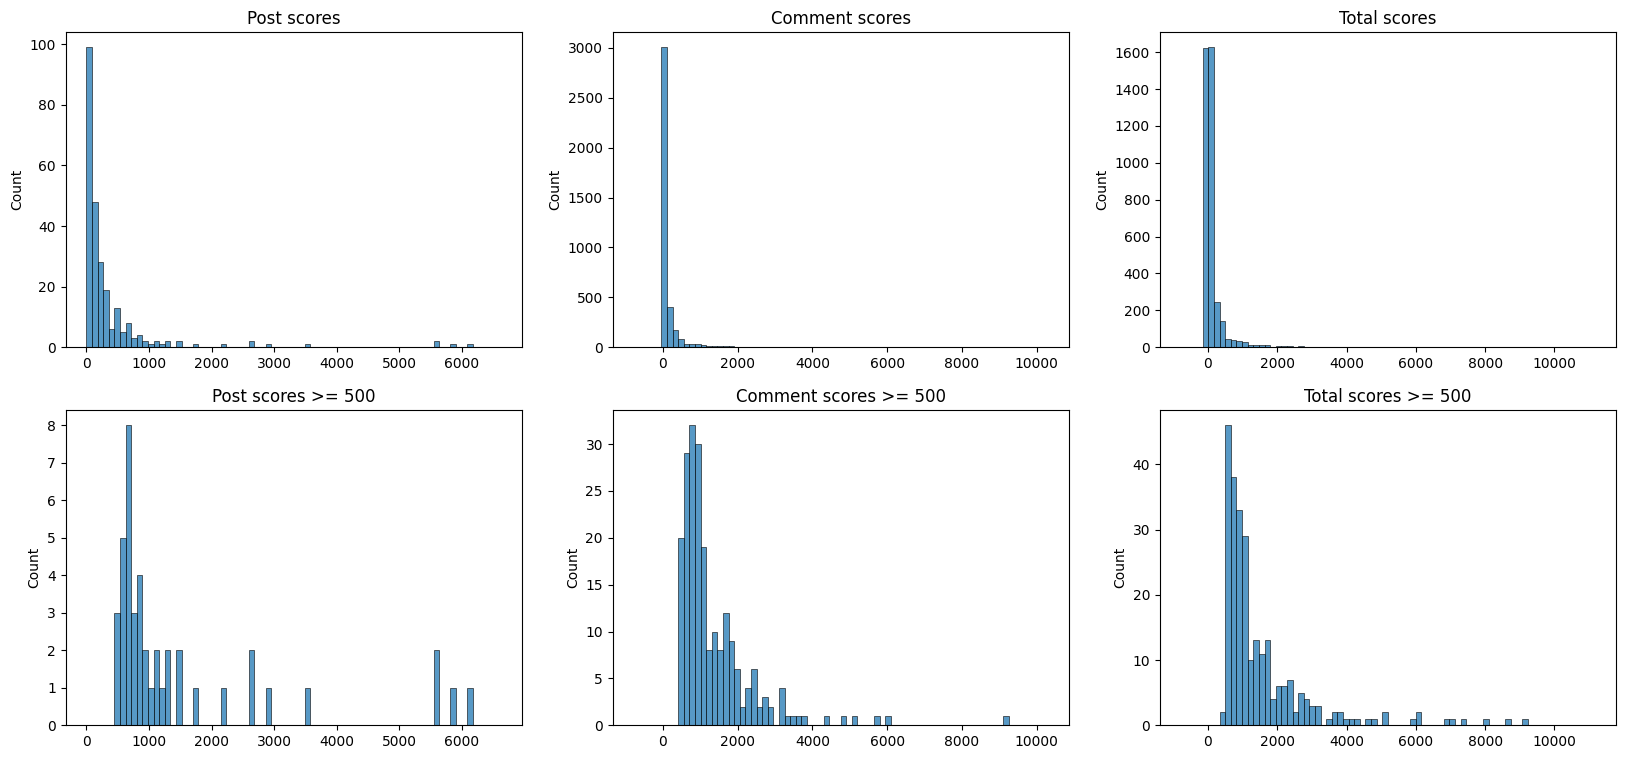 Post scores
Comment scores
Total scores
Count
100
80
60
40
20
0
0 1000 2000 3000 4000 5000 6000
Count
3000
2500
2000
1500
1000
500
0
0 2000 4000 6000 8000 10000
Count
1600
1400
1200
1000
800
600
400
200
0
0 2000 4000 6000 8000 10000
Post scores >= 500
Comment scores >= 500
Total scores >= 500
Count
8
7
6
5
4
3
2
1
0
0 1000 2000 3000 4000 5000 6000
Count
30
25
20
15
10
5
0
0 2000 4000 6000 8000 10000
Count
40
30
20
10
0
0 2000 4000 6000 8000 10000